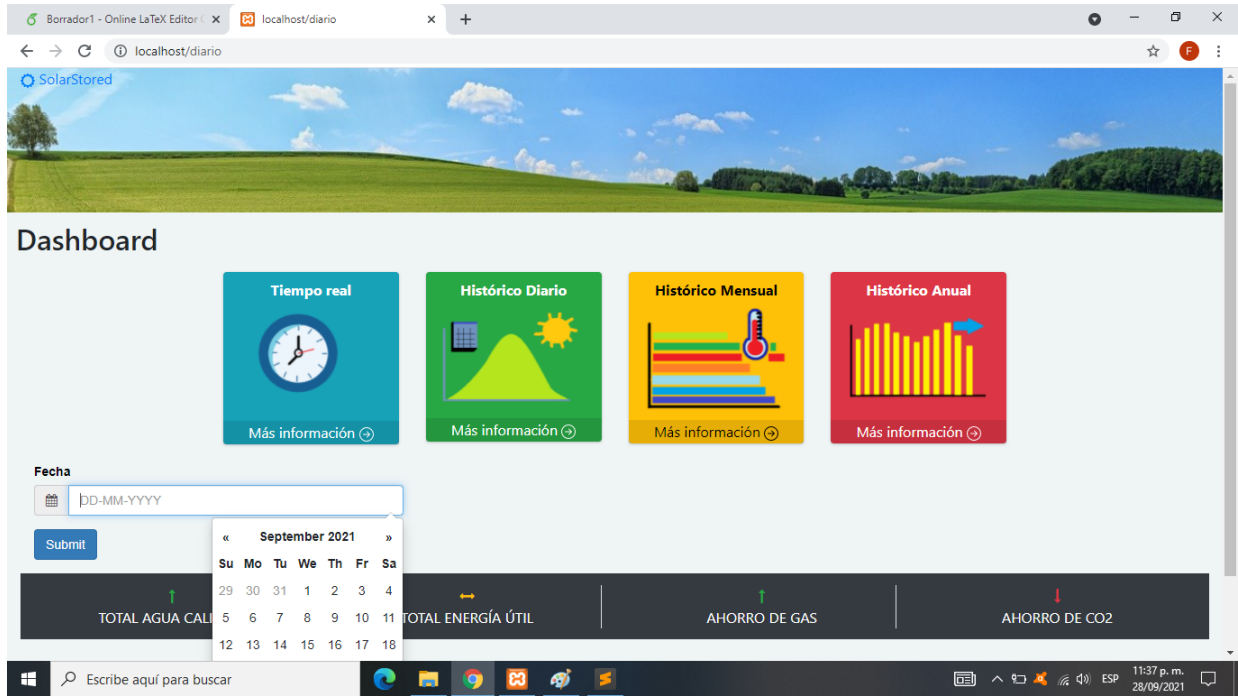 Borrador1 - Online LaTeX Editor
localhost/diario
localhost/diario
F
SolarStored
Dashboard
Tiempo real
Histórico Diario
Histórico Mensual
Histórico Anual
Más información
Más información
Más información
Más información
Fecha
DD-MM-YYYY
Submit
« September 2021 »
Su Mo Tu We Th Fr Sa
29 30 31 1 2 3 4
5 6 7 8 9 10 11
12 13 14 15 16 17 18
TOTAL AGUA CALI
TOTAL ENERGÍA ÚTIL
AHORRO DE GAS
AHORRO DE CO2
Escribe aquí para buscar
ESP
11:37 p. m.
28/09/2021